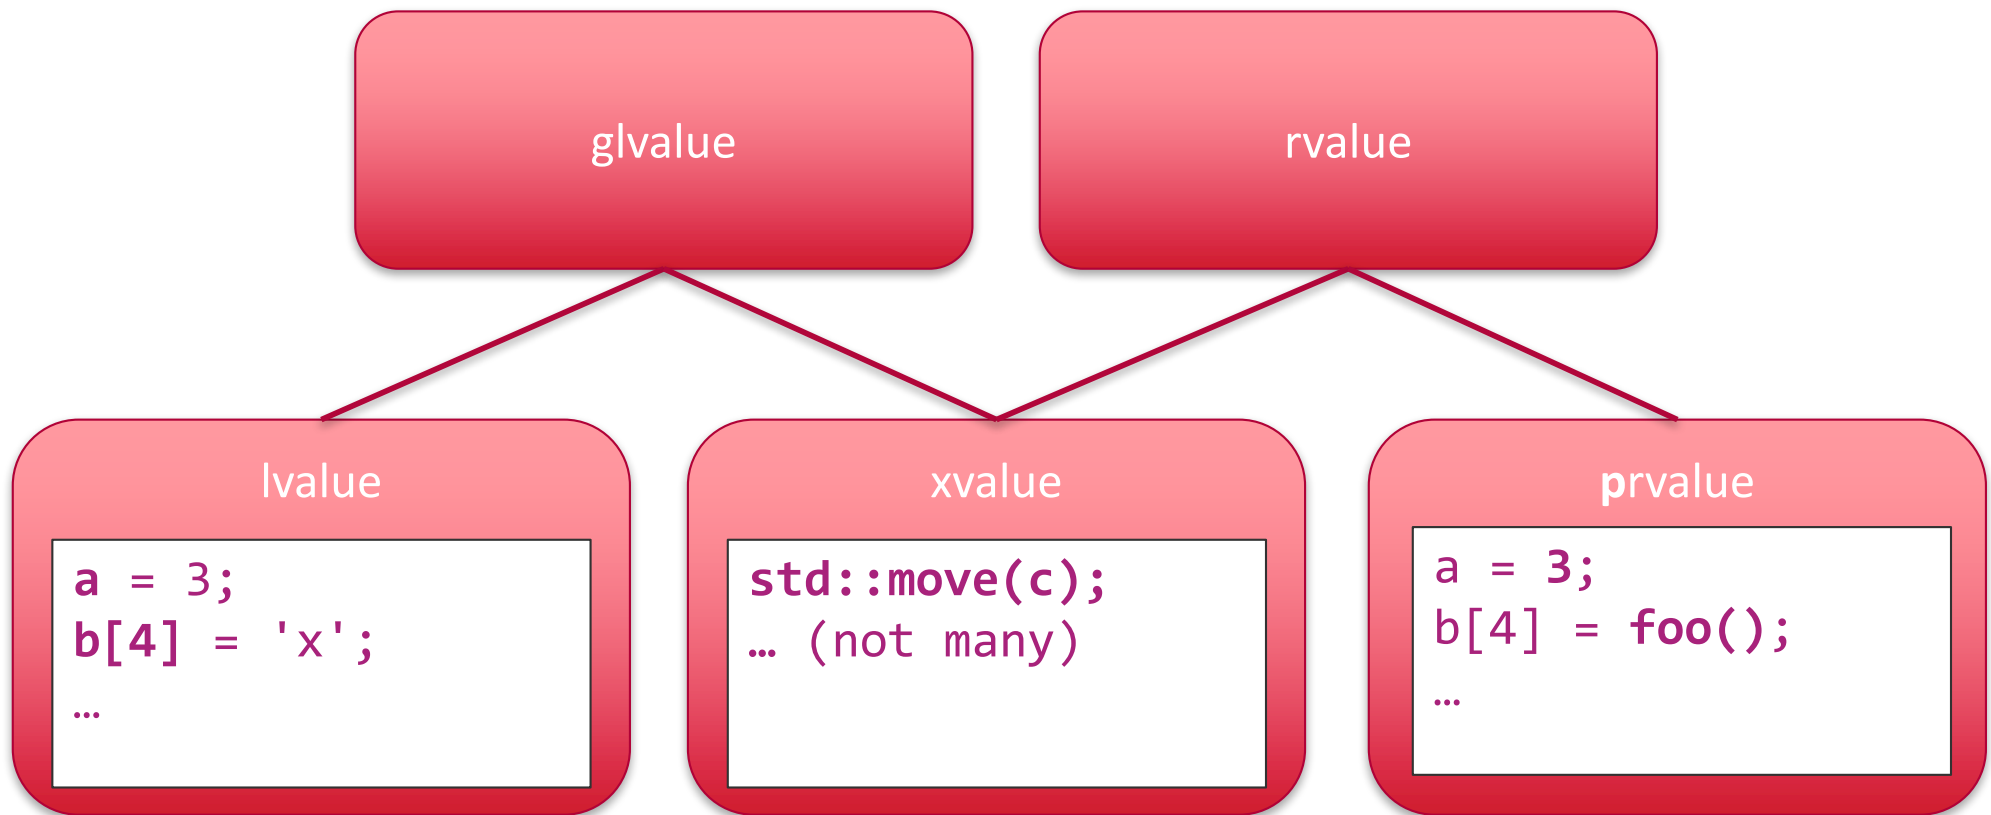 glvalue
rvalue
lvalue
a = 3;
b[4] = 'x';
…
xvalue
std::move(c);
… (not many)
prvalue
a = 3;
b[4] = foo();
…